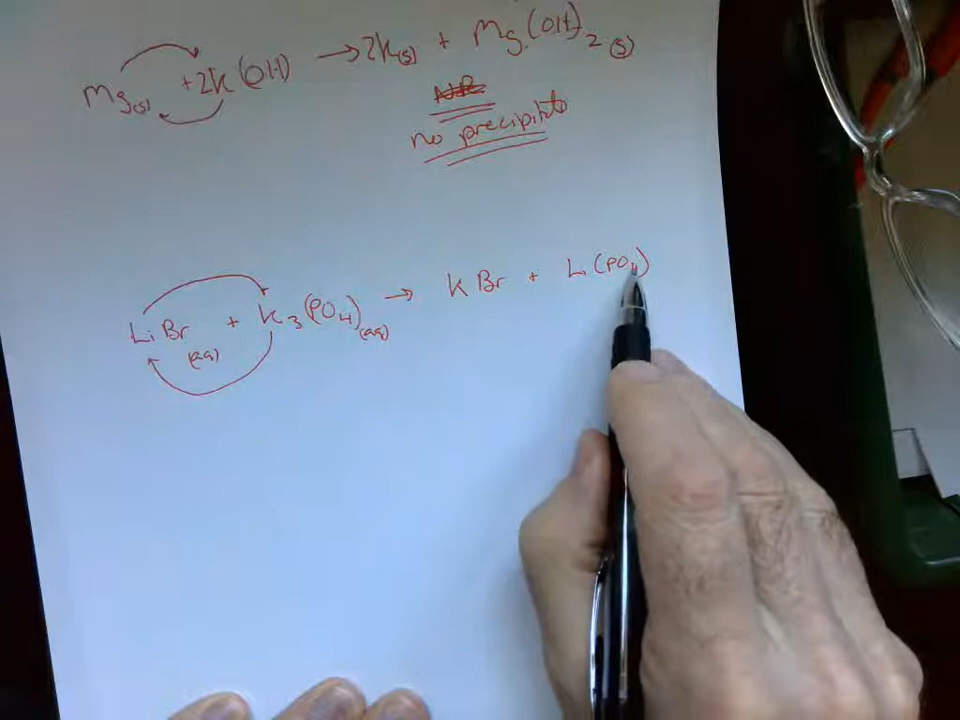 Mg(s) + 2K(OH) → 2K(s) + Mg(OH)2 (s)
NR
no precipitate
LiBr (aq) + K3(PO4)(aq) → KBr + Li(PO4)